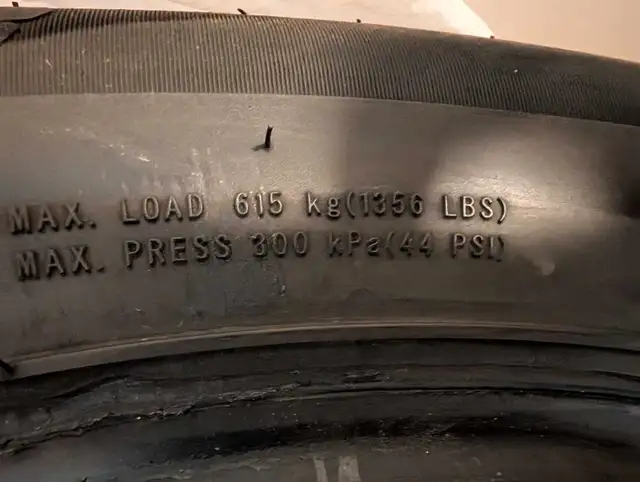 MAX. LOAD 615 kg(1356 LBS)
MAX. PRESS 300 kPa(44 PSI)